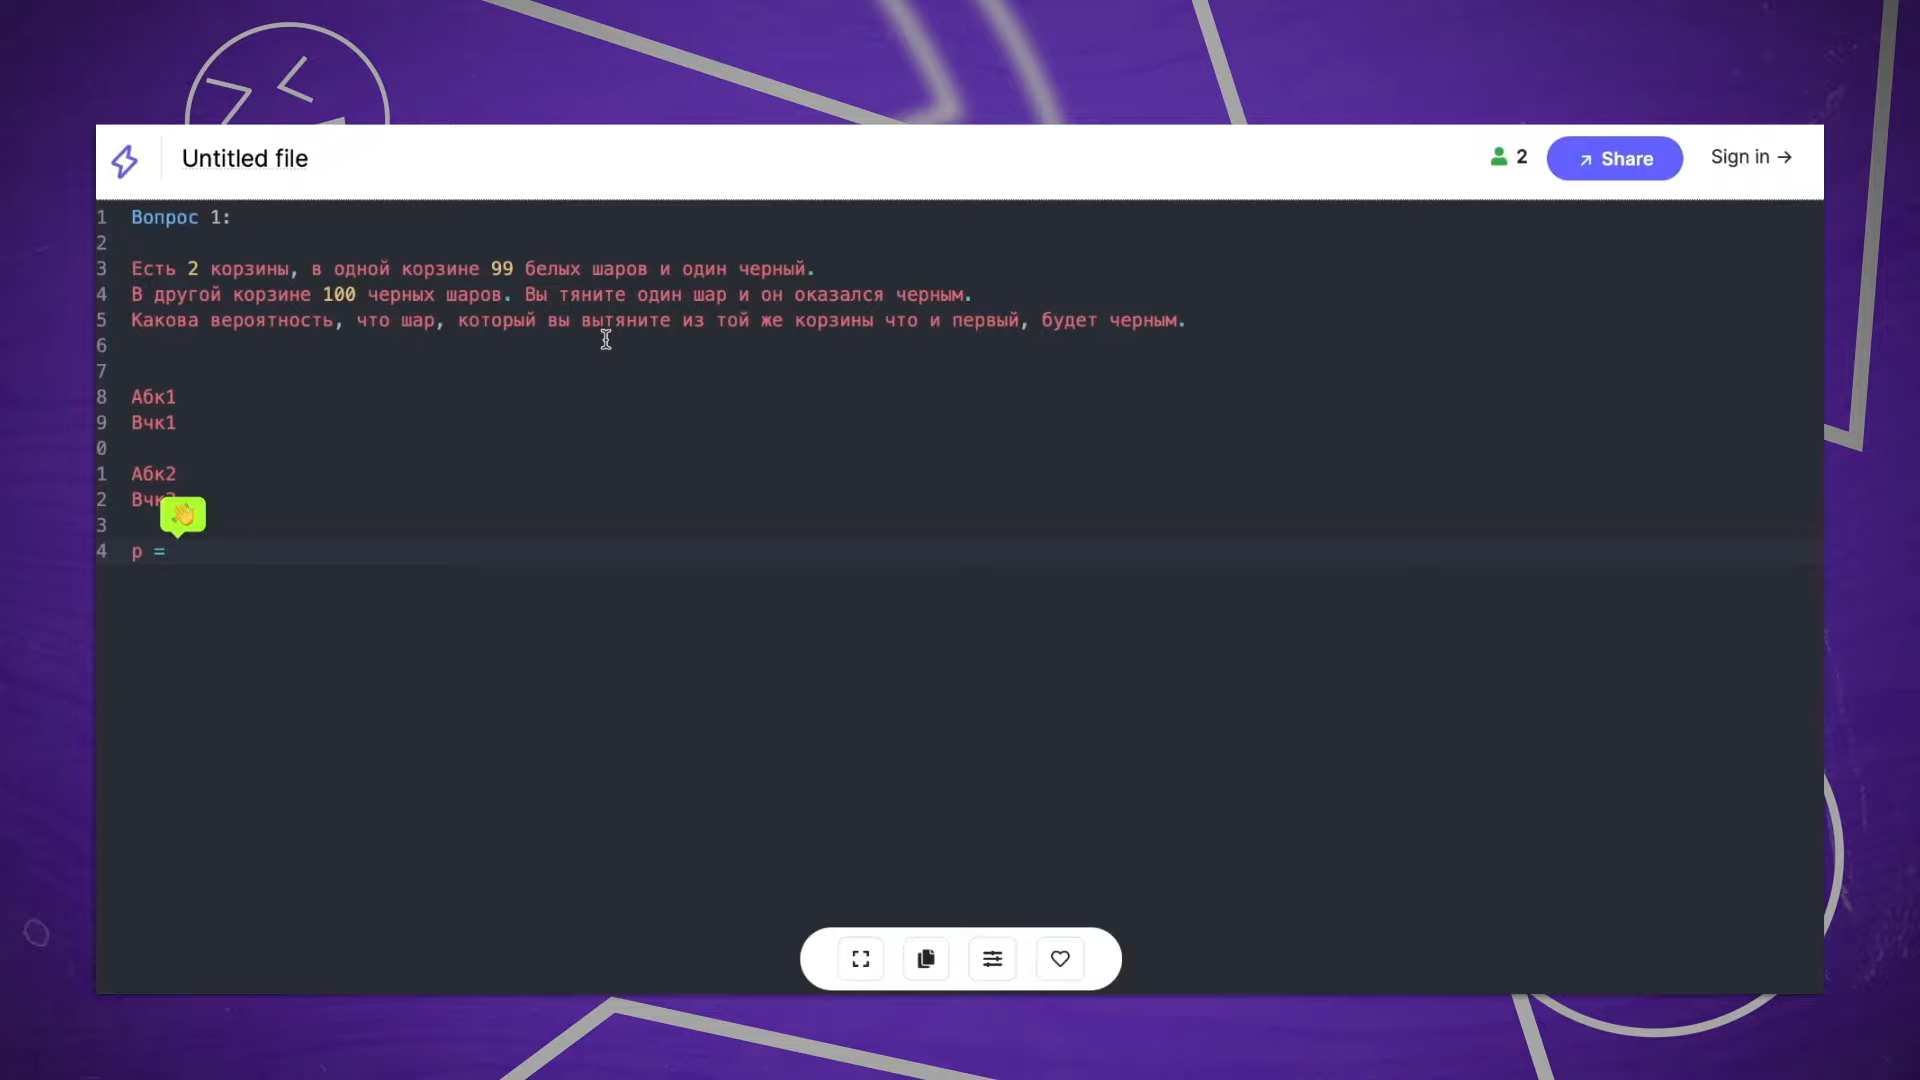 Untitled file
2
Share
Sign in →
1 Вопрос 1:
2
3 Есть 2 корзины, в одной корзине 99 белых шаров и один черный.
4 В другой корзине 100 черных шаров. Вы тяните один шар и он оказался черным.
5 Какова вероятность, что шар, который вы вытяните из той же корзины что и первый, будет черным.
6
7
8 Абк1
9 Вчк1
0
1 Абк2
2 Вчк2
3
4 р =